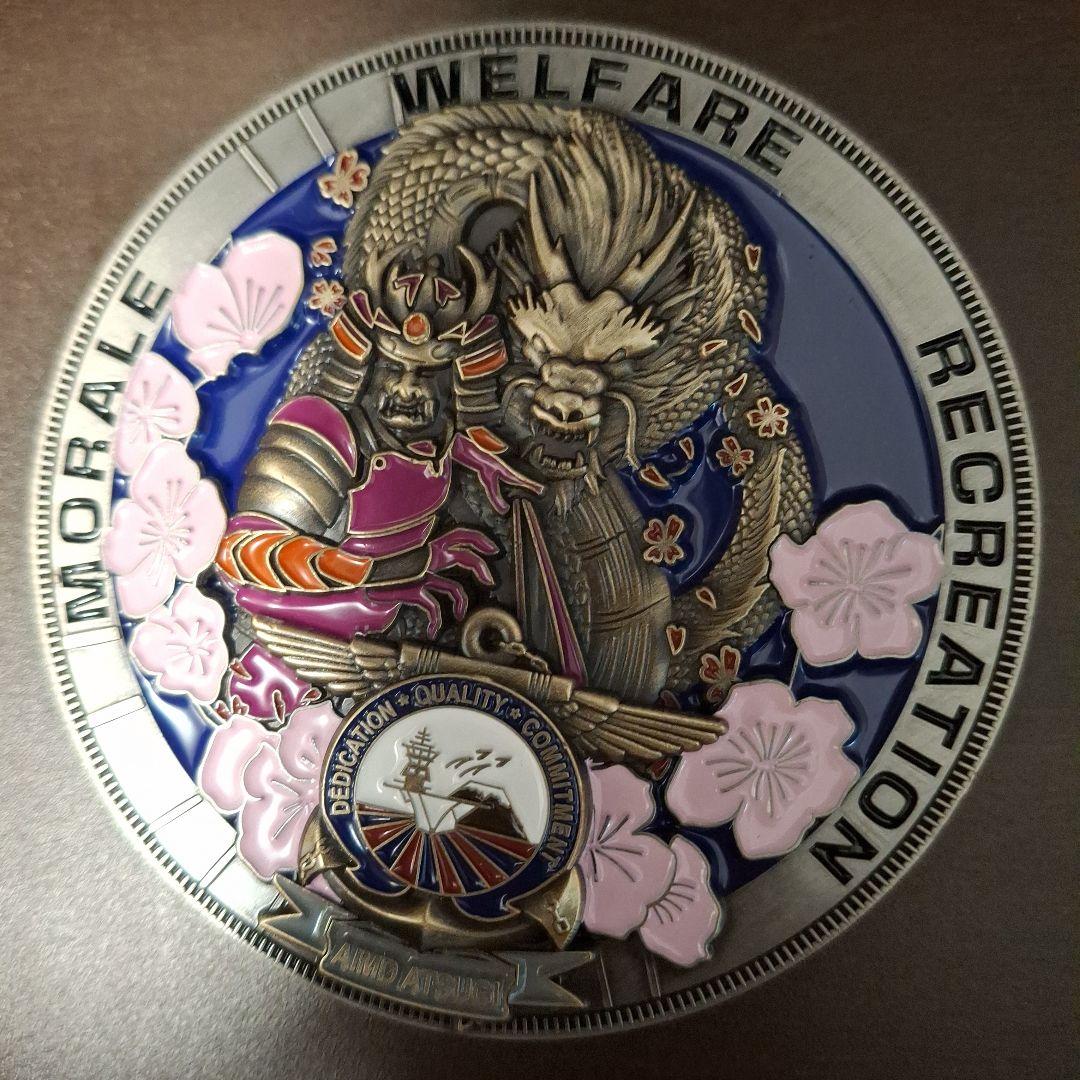 MORALE
WELFARE
RECREATION
DEDICATION * QUALITY * COMMITMENT
AIMD ATSUGI